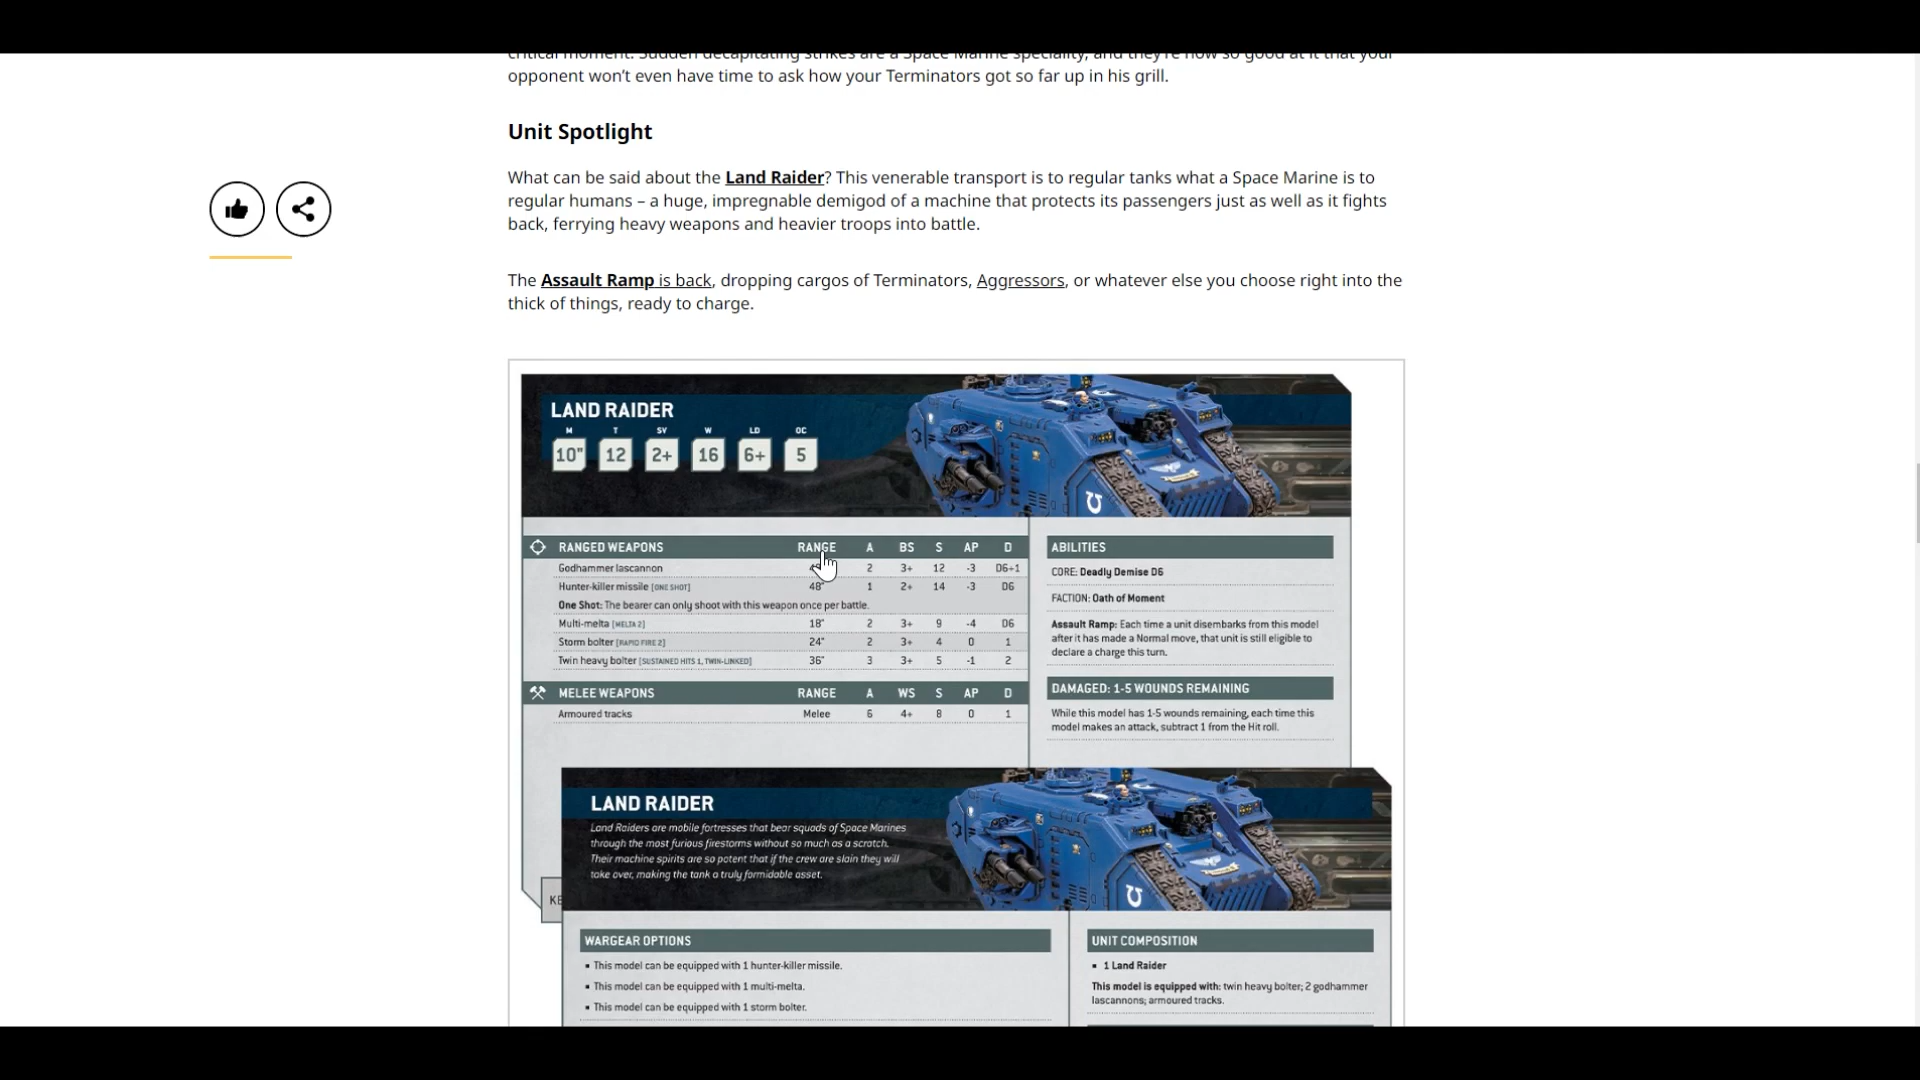 opponent won't even have time to ask how your Terminators got so far up in his grill.
Unit Spotlight
What can be said about the Land Raider? This venerable transport is to regular tanks what a Space Marine is to
regular humans – a huge, impregnable demigod of a machine that protects its passengers just as well as it fights
back, ferrying heavy weapons and heavier troops into battle.
The Assault Ramp is back, dropping cargos of Terminators, Aggressors, or whatever else you choose right into the
thick of things, ready to charge.
LAND RAIDER
M T SV W LD OC
10" 12 2+ 16 6+ 5
RANGED WEAPONS RANGE A BS S AP D
Godhammer lascannon 2 3+ 12 -3 D6+1
Hunter-killer missile [ONE SHOT] 48" 1 2+ 14 -3 D6
One Shot: The bearer can only shoot with this weapon once per battle.
Multi-melta [MELTA 2] 18" 2 3+ 9 -4 D6
Storm bolter [RAPID FIRE 2] 24" 2 3+ 4 0 1
Twin heavy bolter [SUSTAINED HITS 1, TWIN-LINKED] 36" 3 3+ 5 -1 2
MELEE WEAPONS RANGE A WS S AP D
Armoured tracks Melee 6 4+ 8 0 1
ABILITIES
CORE: Deadly Demise D6
FACTION: Oath of Moment
Assault Ramp: Each time a unit disembarks from this model
after it has made a Normal move, that unit is still eligible to
declare a charge this turn.
DAMAGED: 1-5 WOUNDS REMAINING
While this model has 1-5 wounds remaining, each time this
model makes an attack, subtract 1 from the Hit roll.
LAND RAIDER
Land Raiders are mobile fortresses that bear squads of Space Marines
through the most furious firestorms without so much as a scratch.
Their machine spirits are so potent that if the crew are slain they will
take over, making the tank a truly formidable asset.
KE
WARGEAR OPTIONS
▪ This model can be equipped with 1 hunter-killer missile.
▪ This model can be equipped with 1 multi-melta.
▪ This model can be equipped with 1 storm bolter.
UNIT COMPOSITION
▪ 1 Land Raider
This model is equipped with: twin heavy bolter; 2 godhammer
lascannons; armoured tracks.